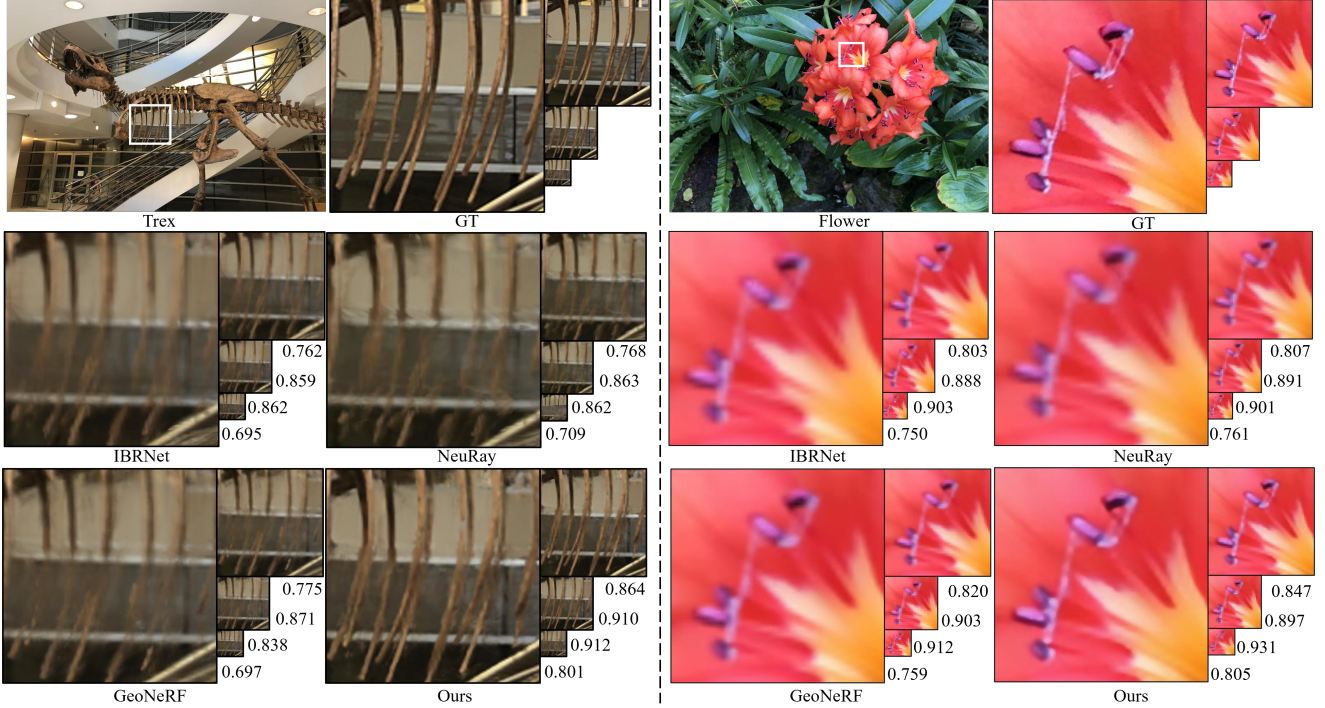 Trex
GT
Flower
GT
0.762
0.859
0.862
0.695
IBRNet
0.768
0.863
0.862
0.709
NeuRay
0.803
0.888
0.903
0.750
IBRNet
0.807
0.891
0.901
0.761
NeuRay
0.775
0.871
0.838
0.697
GeoNeRF
0.864
0.910
0.912
0.801
Ours
0.820
0.903
0.912
0.759
GeoNeRF
0.847
0.897
0.931
0.805
Ours